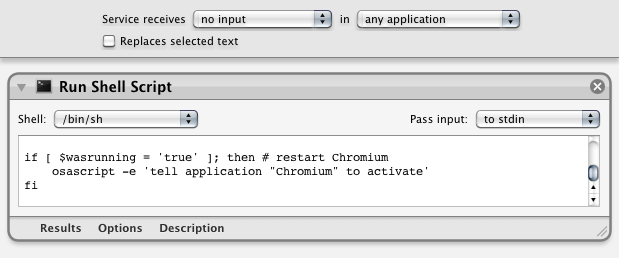 Service receives no input in any application
Replaces selected text
Run Shell Script
Shell: /bin/sh Pass input: to stdin
if [ $wasrunning = 'true' ]; then # restart Chromium
    osascript -e 'tell application "Chromium" to activate'
fi
Results Options Description